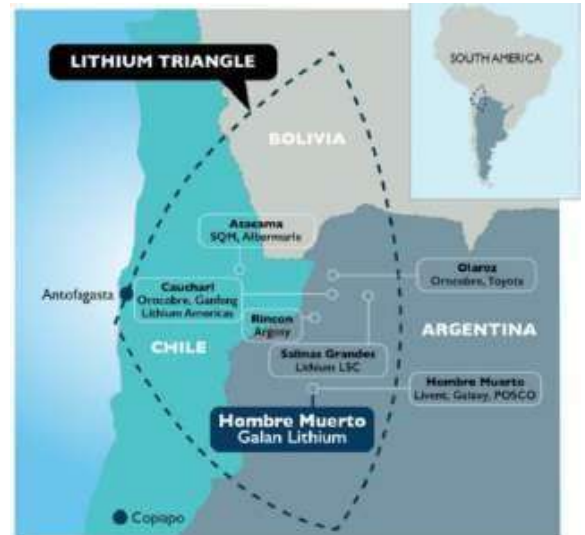 LITHIUM TRIANGLE
SOUTH AMERICA
BOLIVIA
Atacama
SQM, Albermarle
Antofagasta
Cauchari
Orocobre, Ganfeng
Lithium Americas
Olaroz
Orocobre, Toyota
Rincon
Argosy
CHILE
ARGENTINA
Salinas Grandes
Lithium LSC
Hombre Muerto
Livent, Galaxy, POSCO
Hombre Muerto
Galan Lithium
Copiapo